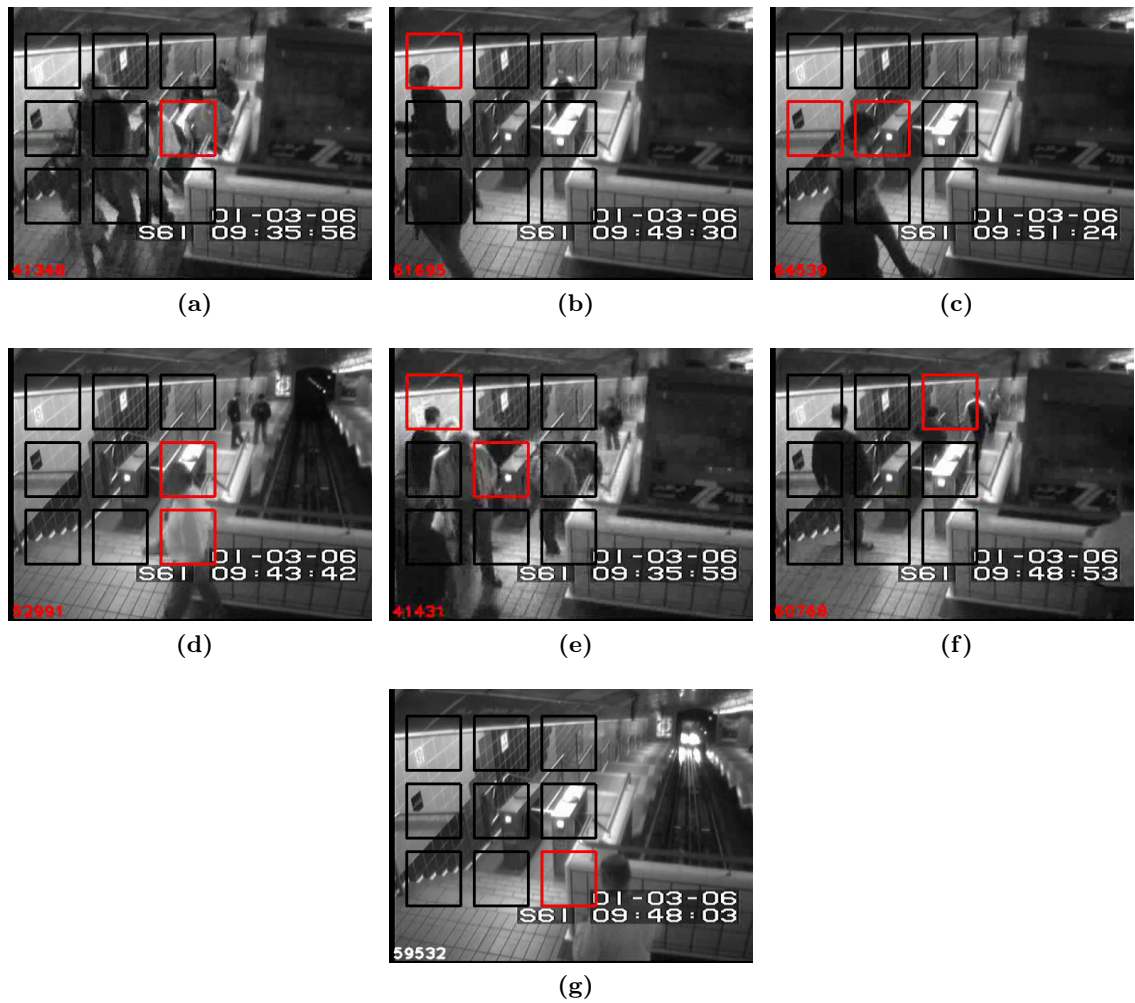 01-03-06
S61 09:35:56
41348
(a)
01-03-06
S61 09:49:30
61695
(b)
01-03-06
S61 09:51:24
64539
(c)
01-03-06
S61 09:43:42
52991
(d)
01-03-06
S61 09:35:59
41431
(e)
01-03-06
S61 09:48:53
60768
(f)
01-03-06
S61 09:48:03
59532
(g)